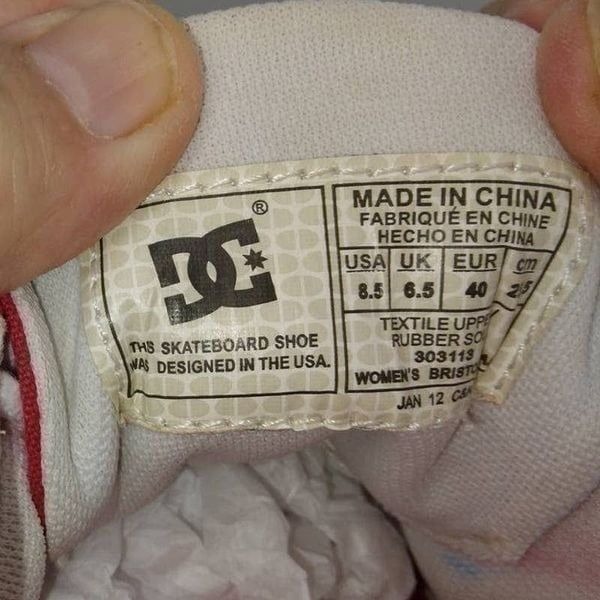 DC ®
THIS SKATEBOARD SHOE
WAS DESIGNED IN THE USA.
MADE IN CHINA
FABRIQUÉ EN CHINE
HECHO EN CHINA
USA UK EUR cm
8.5 6.5 40
TEXTILE
RUBBER
303113
WOMEN'S
JAN 12